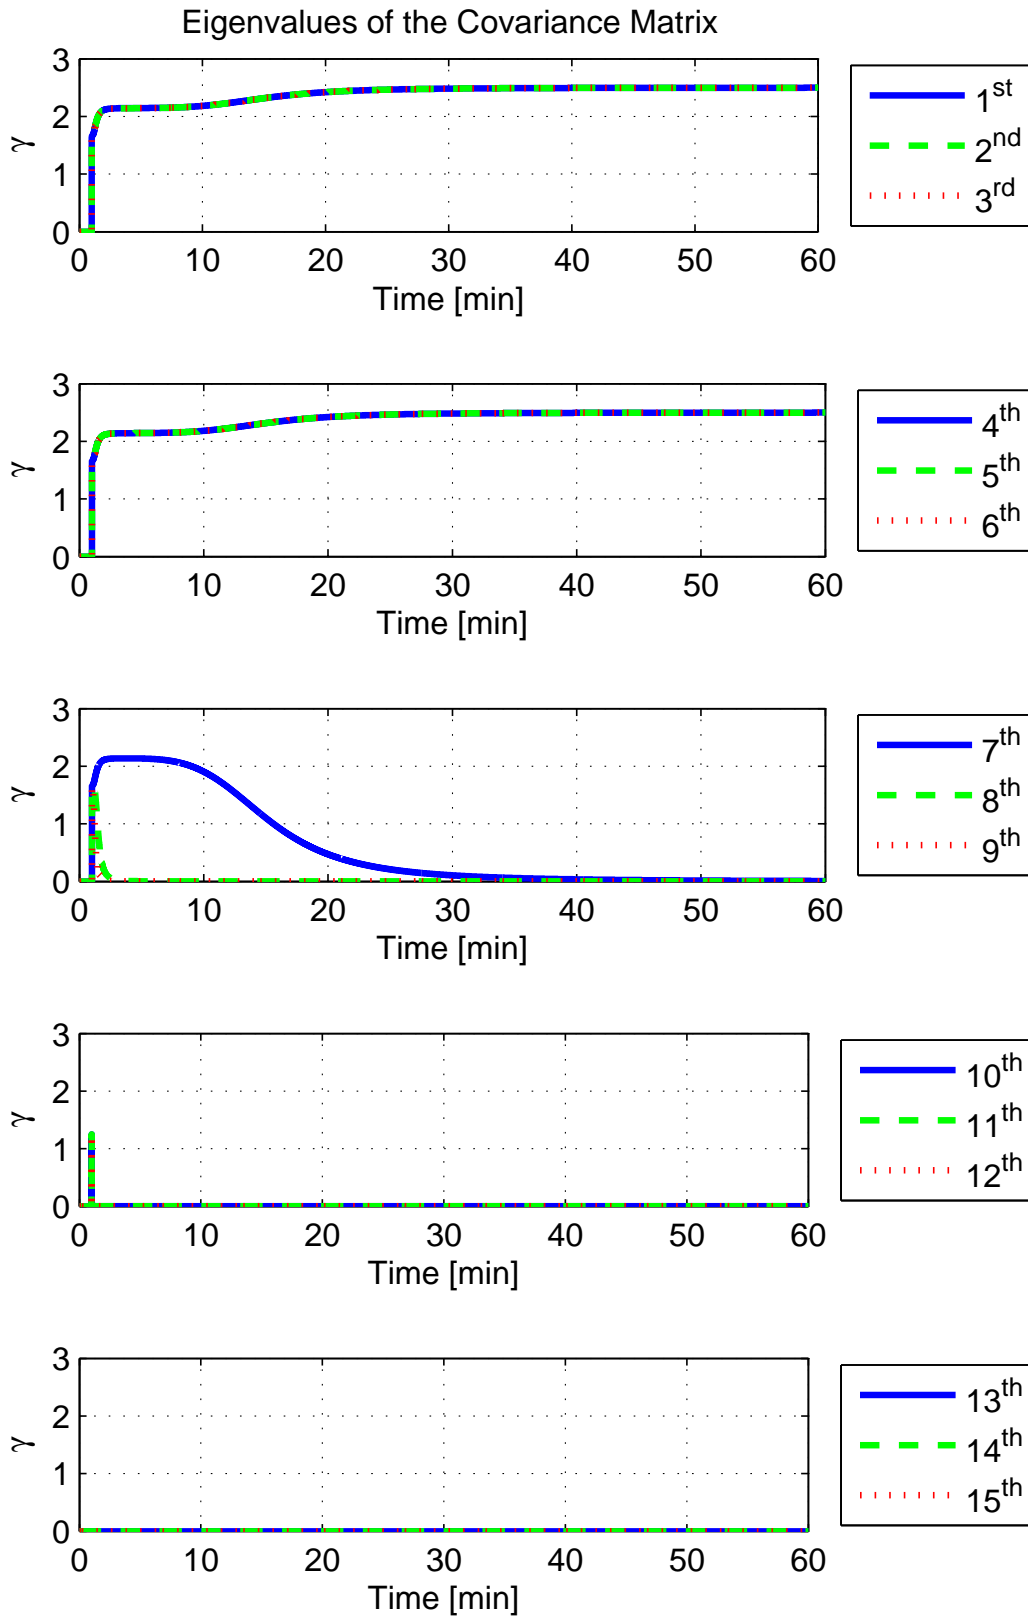 Eigenvalues of the Covariance Matrix
3
2
1
0
γ
0 10 20 30 40 50 60
Time [min]
1st
2nd
3rd
3
2
1
0
γ
0 10 20 30 40 50 60
Time [min]
4th
5th
6th
3
2
1
0
γ
0 10 20 30 40 50 60
Time [min]
7th
8th
9th
3
2
1
0
γ
0 10 20 30 40 50 60
Time [min]
10th
11th
12th
3
2
1
0
γ
0 10 20 30 40 50 60
Time [min]
13th
14th
15th